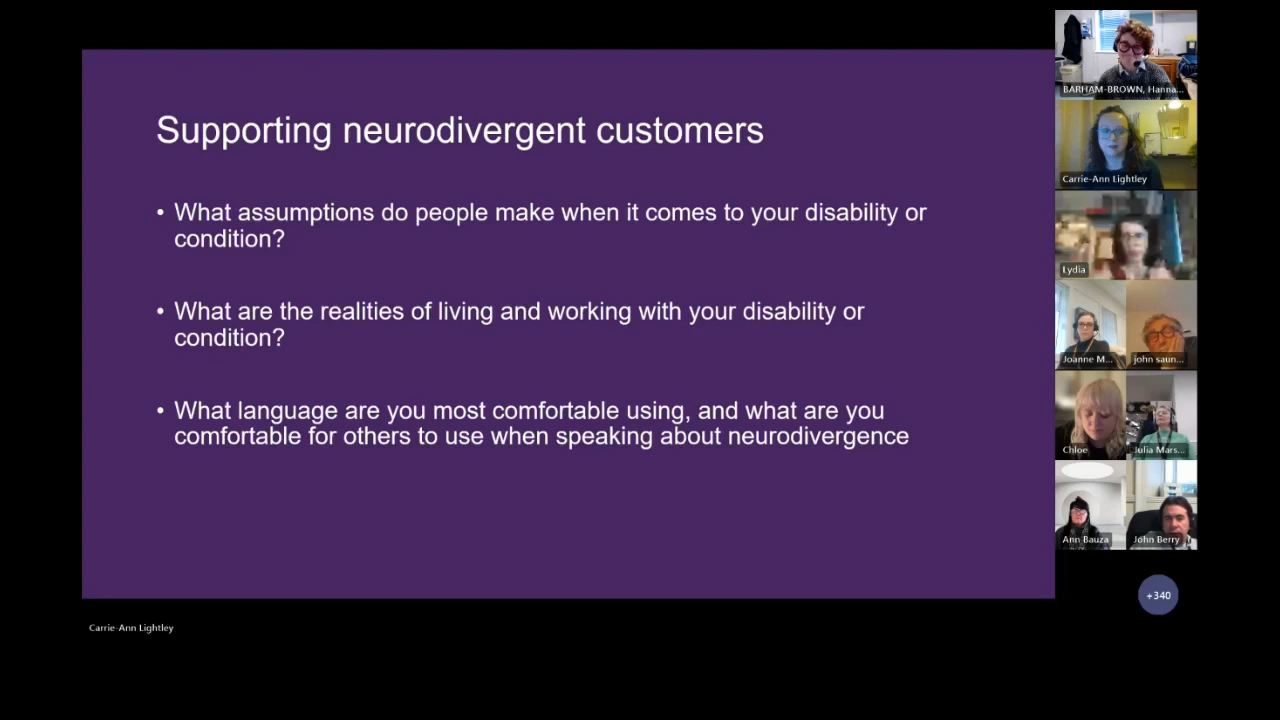 Supporting neurodivergent customers
• What assumptions do people make when it comes to your disability or
condition?
• What are the realities of living and working with your disability or
condition?
• What language are you most comfortable using, and what are you
comfortable for others to use when speaking about neurodivergence
BARHAM-BROWN, Hanna...
Carrie-Ann Lightley
Lydia
Joanne M...
john saun...
Chloe
Julia Mars...
Ann Bauza
John Berry
+340
Carrie-Ann Lightley